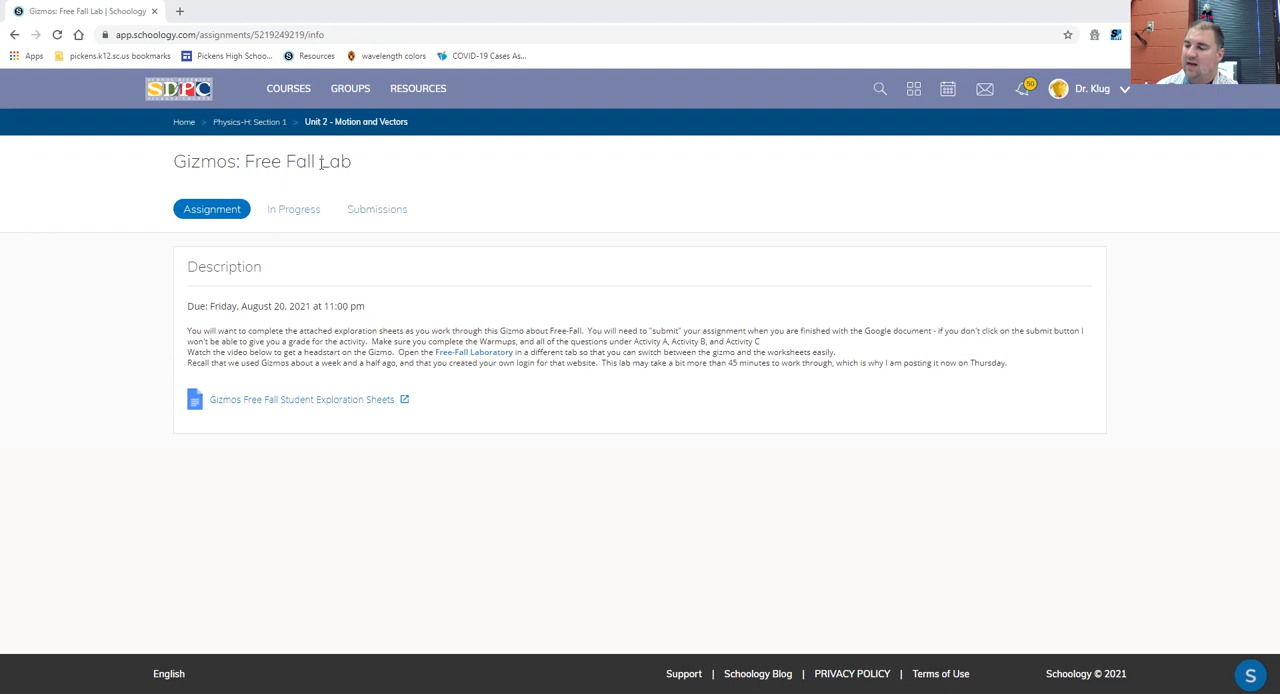 Gizmos: Free Fall Lab | Schoology
app.schoology.com/assignments/5219249219/info
Apps pickens.k12.sc.us bookmarks Pickens High Schoo... Resources wavelength colors COVID-19 Cases As...
SDPC COURSES GROUPS RESOURCES 50 Dr. Klug
Home > Physics-H: Section 1 > Unit 2 - Motion and Vectors
Gizmos: Free Fall Lab
Assignment In Progress Submissions
Description
Due: Friday, August 20, 2021 at 11:00 pm
You will want to complete the attached exploration sheets as you work through this Gizmo about Free-Fall. You will need to "submit" your assignment when you are finished with the Google document - if you don't click on the submit button I
won't be able to give you a grade for the activity. Make sure you complete the Warmups, and all of the questions under Activity A, Activity B, and Activity C
Watch the video below to get a headstart on the Gizmo. Open the Free-Fall Laboratory in a different tab so that you can switch between the gizmo and the worksheets easily.
Recall that we used Gizmos about a week and a half ago, and that you created your own login for that website. This lab may take a bit more than 45 minutes to work through, which is why I am posting it now on Thursday.
Gizmos Free Fall Student Exploration Sheets
English Support | Schoology Blog | PRIVACY POLICY | Terms of Use Schoology © 2021
S